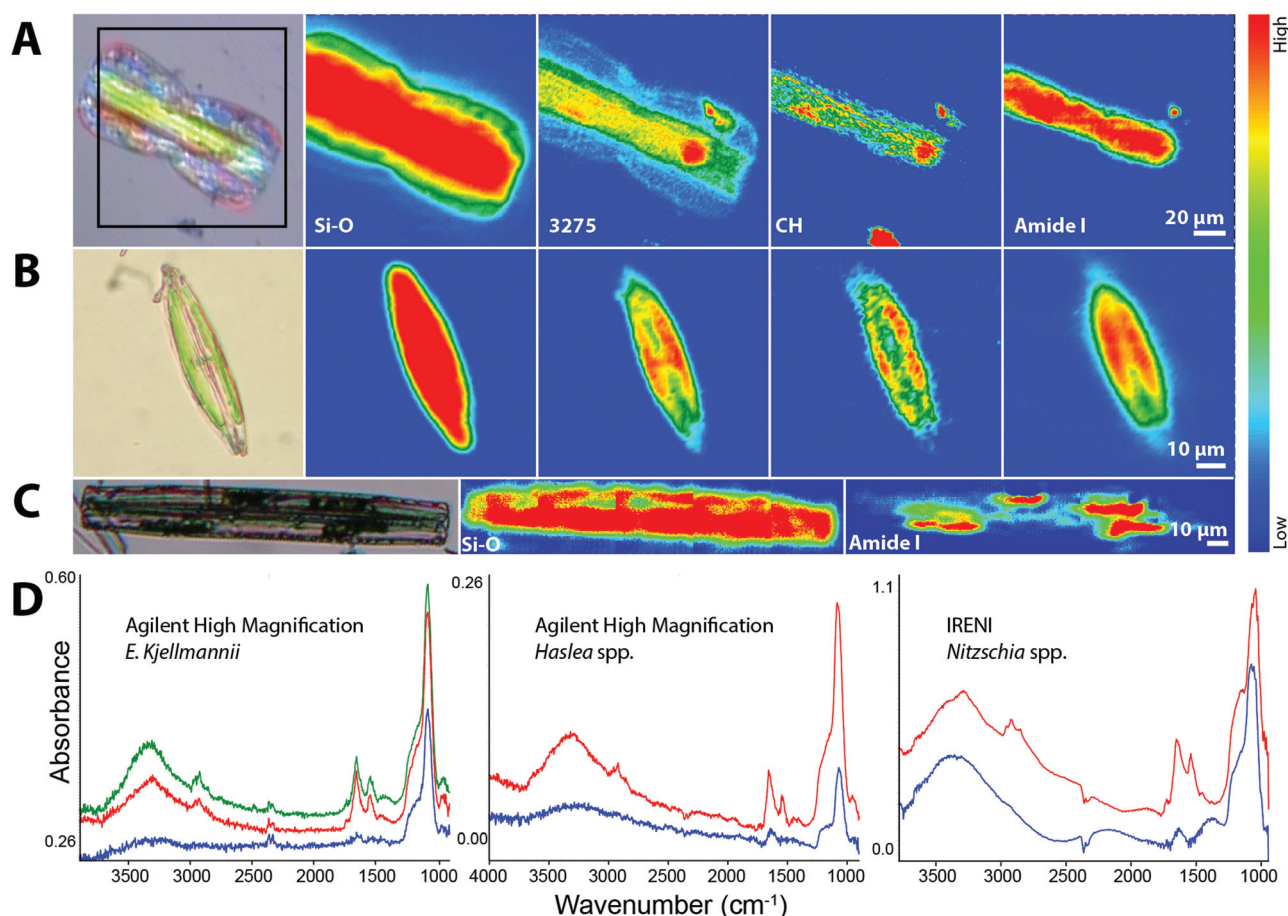 A
Si-O
3275
CH
Amide I
20 µm
High
B
10 µm
C
Si-O
Amide I
10 µm
Low
D
0.60
0.26
Agilent High Magnification
E. Kjellmannii
3500
3000
2500
2000
1500
1000
0.26
0.00
Agilent High Magnification
Haslea spp.
4000
3500
3000
2500
2000
1500
1000
1.1
0.0
IRENI
Nitzschia spp.
3500
3000
2500
2000
1500
1000
Absorbance
Wavenumber (cm-1)